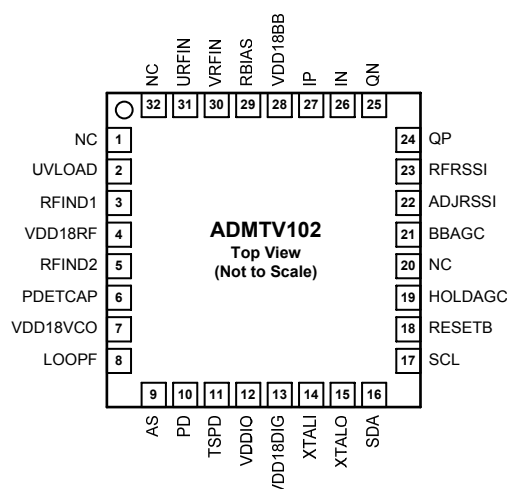 NC
URFIN
VRFIN
RBIAS
VDD18BB
IP
IN
QN
32
31
30
29
28
27
26
25
NC 1
UVLOAD 2
RFIND1 3
VDD18RF 4
RFIND2 5
PDETCAP 6
VDD18VCO 7
LOOPF 8
ADMTV102
Top View
(Not to Scale)
24 QP
23 RFRSSI
22 ADJRSSI
21 BBAGC
20 NC
19 HOLDAGC
18 RESETB
17 SCL
9
10
11
12
13
14
15
16
AS
PD
TSPD
VDDIO
VDD18DIG
XTALI
XTALO
SDA